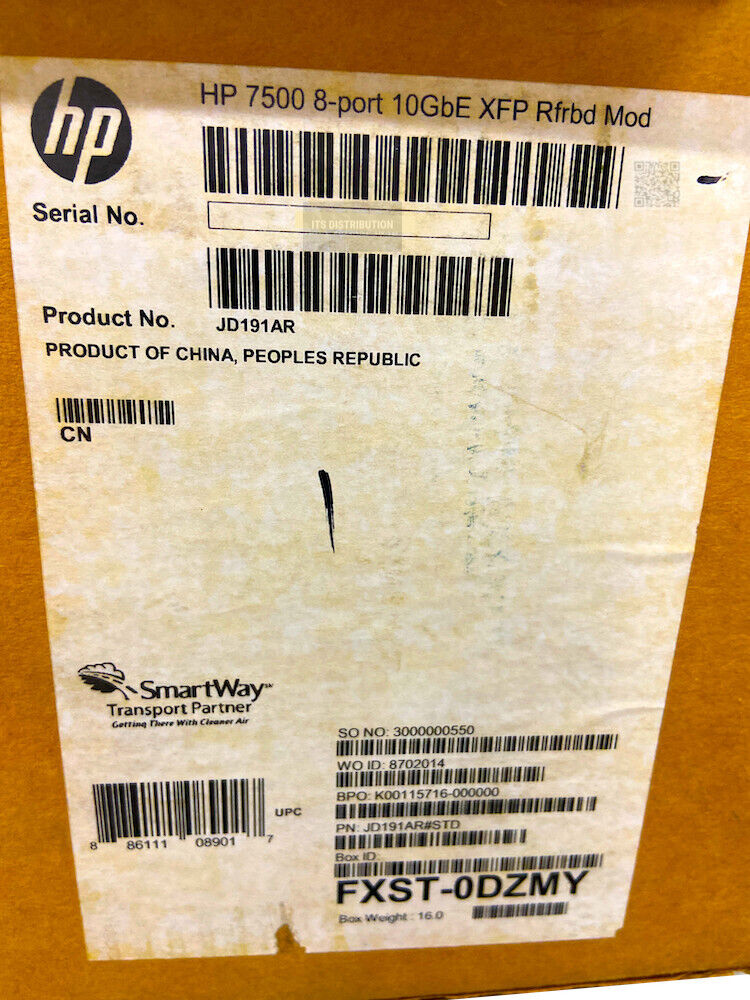 hp
HP 7500 8-port 10GbE XFP Rfrbd Mod
Serial No.
ITS DISTRIBUTION
Product No.
JD191AR
PRODUCT OF CHINA, PEOPLES REPUBLIC
CN
SmartWay
Transport Partner
Getting There With Cleaner Air
SO NO: 3000000550
WO ID: 8702014
BPO: K00115716-000000
PN: JD191AR#STD
Box ID:
FXST-0DZMY
Box Weight : 16.0
UPC
8 86111 08901 7